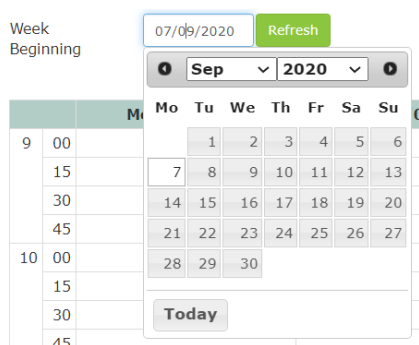 Week
Beginning
07/09/2020 Refresh
Sep 2020
Mo Tu We Th Fr Sa Su
1 2 3 4 5 6
7 8 9 10 11 12 13
14 15 16 17 18 19 20
21 22 23 24 25 26 27
28 29 30
Today
9 00
15
30
45
10 00
15
30
45